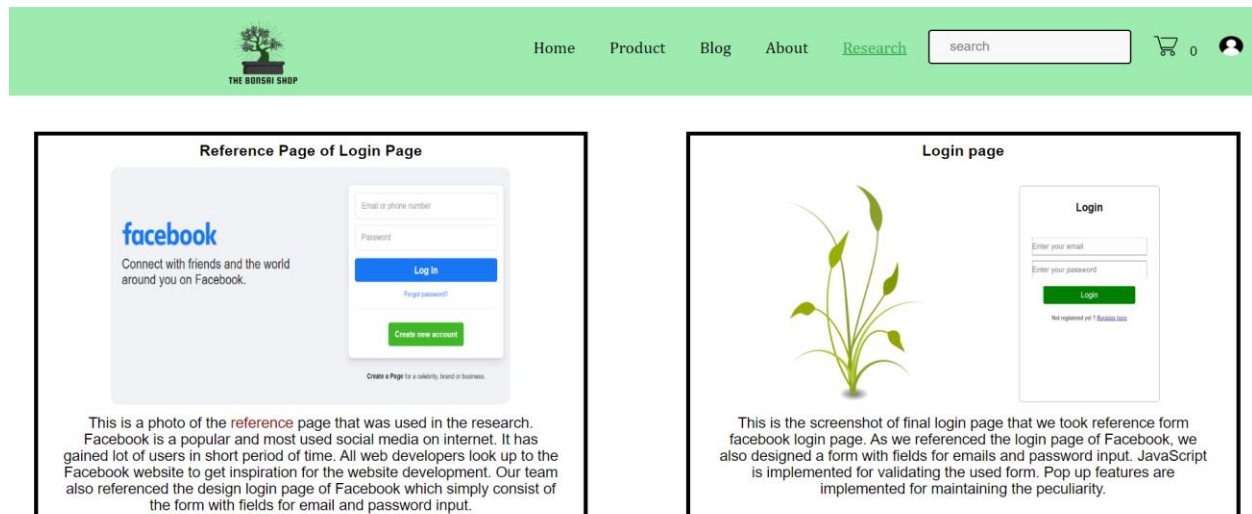 THE BONSAI SHOP
Home Product Blog About Research search 0
Reference Page of Login Page
facebook
Connect with friends and the world
around you on Facebook.
Email or phone number
Password
Log In
Forgot password?
Create new account
Create a Page for a celebrity, brand or business.
This is a photo of the reference page that was used in the research.
Facebook is a popular and most used social media on internet. It has
gained lot of users in short period of time. All web developers look up to the
Facebook website to get inspiration for the website development. Our team
also referenced the design login page of Facebook which simply consist of
the form with fields for email and password input.
Login page
Login
Enter your email
Enter your password
Login
Not registered yet ? Register here
This is the screenshot of final login page that we took reference form
facebook login page. As we referenced the login page of Facebook, we
also designed a form with fields for emails and password input. JavaScript
is implemented for validating the used form. Pop up features are
implemented for maintaining the peculiarity.